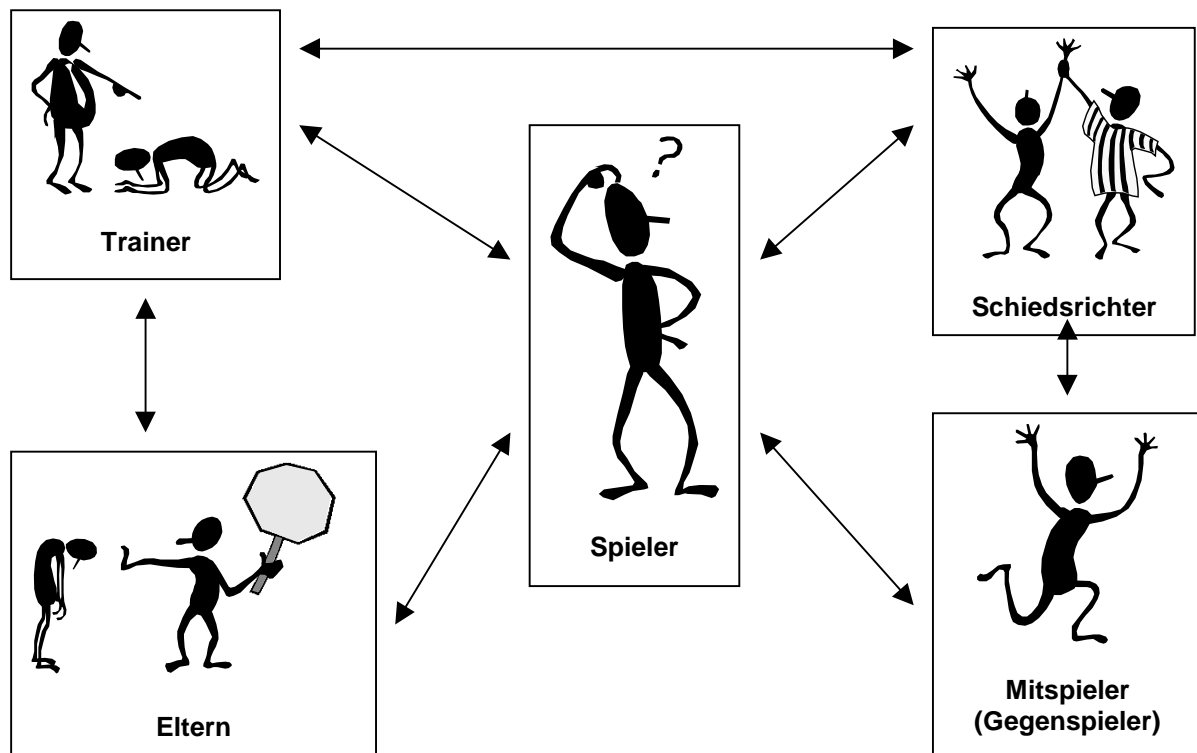 Trainer
Schiedsrichter
?
Spieler
Eltern
Mitspieler
(Gegenspieler)